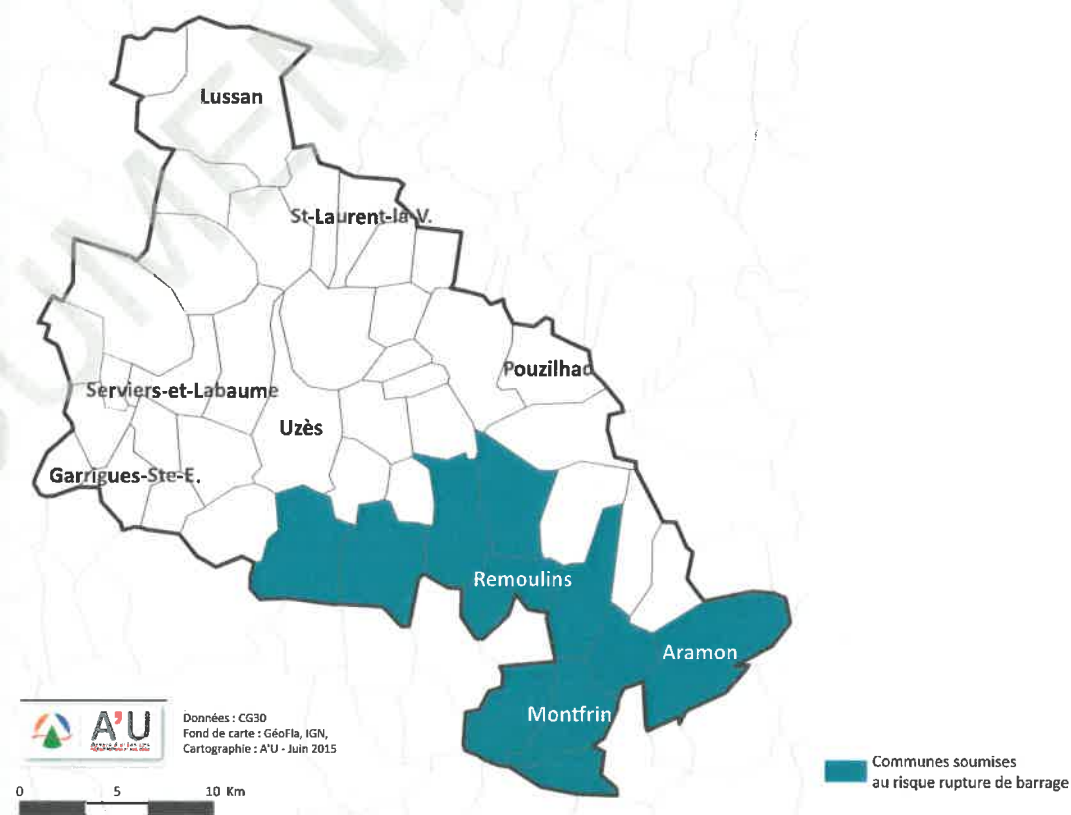 Lussan
St-Laurent-la-V.
Pouzilhac
Serviers-et-Labaume
Uzès
Garrigues-Ste-E.
Remoulins
Aramon
Montfrin
A'U
Données : CG30
Fond de carte : GéoFla, IGN,
Cartographie : A'U - Juin 2015
0 5 10 Km
Communes soumises
au risque rupture de barrage